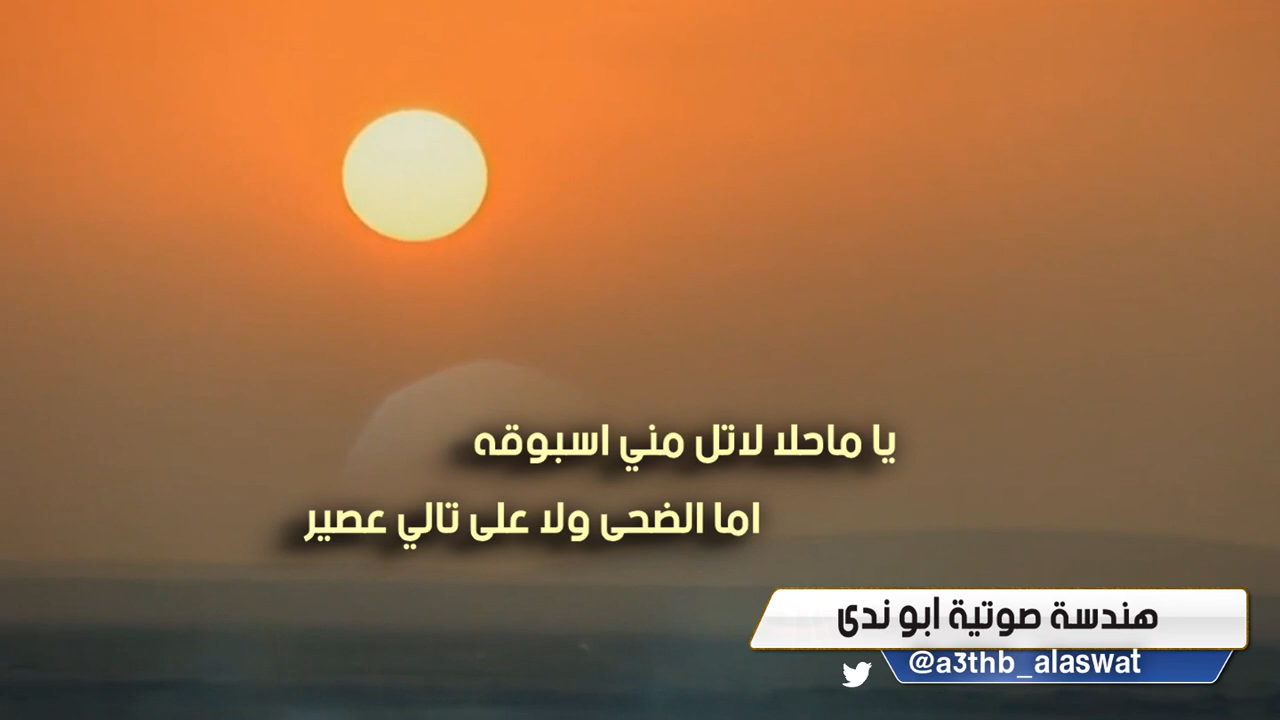 يا ماحلا لاتل مني اسبوقه
اما الضحى ولا على تالي عصير
هندسة صوتية ابو ندى
@a3thb_alaswat